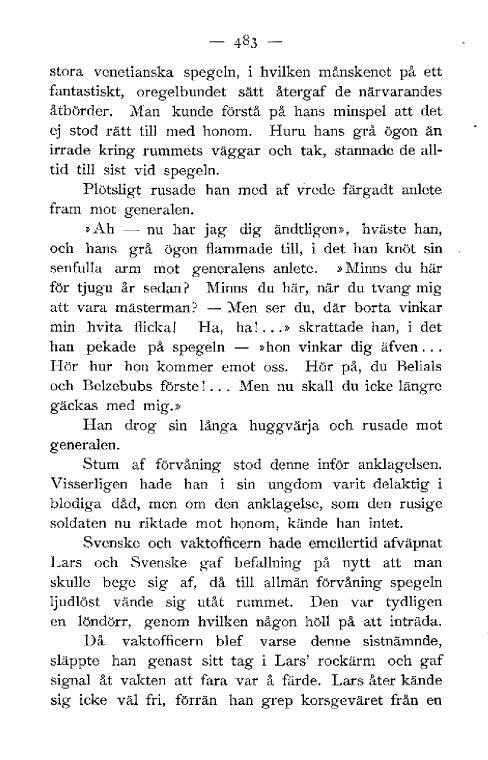 — 483 —
stora venetianska spegeln, i hvilken månskenet på ett
fantastiskt, oregelbundet sätt återgaf de närvarandes
åtbörder. Man kunde förstå på hans minspel att det
ej stod rätt till med honom. Huru hans grå ögon än
irrade kring rummets väggar och tak, stannade de all-
tid till sist vid spegeln.
Plötsligt rusade han med af vrede färgadt anlete
fram mot generalen.
»Ah — nu har jag dig ändtligen», hväste han,
och hans grå ögon flammade till, i det han knöt sin
senfulla arm mot generalens anlete. »Minns du här
för tjugu år sedan? Minns du här, när du tvang mig
att vara mästerman? — Men ser du, där borta vinkar
min hvita flicka! Ha, ha!...» skrattade han, i det
han pekade på spegeln — »hon vinkar dig äfven...
Hör hur hon kommer emot oss. Hör på, du Belials
och Belzebubs förste!... Men nu skall du icke längre
gäckas med mig.»
Han drog sin långa huggvärja och rusade mot
generalen.
Stum af förvåning stod denne inför anklagelsen.
Visserligen hade han i sin ungdom varit delaktig i
blodiga dåd, men om den anklagelse, som den rusige
soldaten nu riktade mot honom, kände han intet.
Svenske och vaktofficern hade emellertid afväpnat
Lars och Svenske gaf befallning på nytt att man
skulle bege sig af, då till allmän förvåning spegeln
ljudlöst vände sig utåt rummet. Den var tydligen
en löndörr, genom hvilken någon höll på att inträda.
Då vaktofficern blef varse denne sistnämnde,
släppte han genast sitt tag i Lars' rockärm och gaf
signal åt vakten att fara var å färde. Lars åter kände
sig icke väl fri, förrän han grep korsgeväret från en